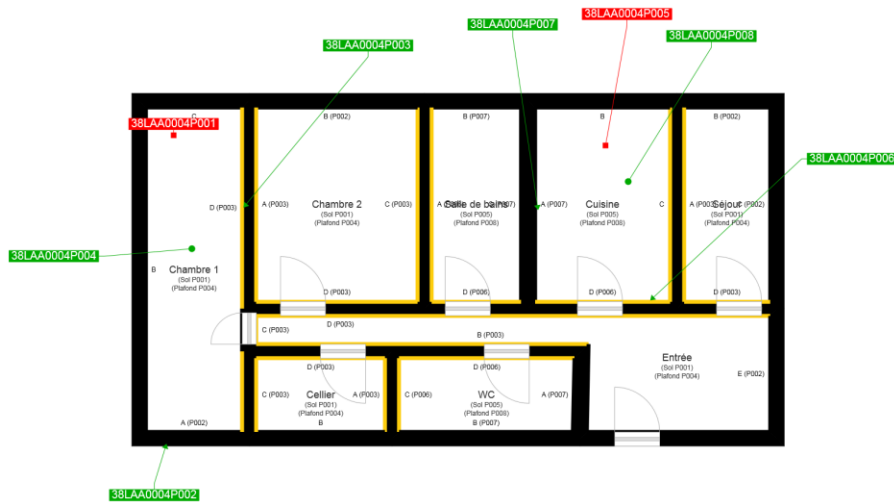 38LAA0004P005
38LAA0004P007
38LAA0004P008
38LAA0004P003
38LAA0004P001
38LAA0004P006
38LAA0004P004
38LAA0004P002
C
D (P003)
B
Chambre 1
(Sol P001)
(Plafond P004)
A (P002)
B (P002)
A (P003)
Chambre 2
(Sol P001)
(Plafond P004)
C (P003)
D (P003)
B (P007)
Salle de bains
(Sol P005)
(Plafond P008)
D (P006)
B
A (P007)
Cuisine
(Sol P005)
(Plafond P008)
C
D (P006)
B (P002)
A (P003)
Séjour
(Sol P001)
(Plafond P004)
C (P002)
D (P003)
C (P003)
D (P003)
B (P003)
Entrée
(Sol P001)
(Plafond P004)
E (P002)
D (P003)
C (P003)
Cellier
(Sol P001)
(Plafond P004)
A (P003)
B
D (P006)
C (P006)
WC
(Sol P005)
(Plafond P008)
A (P007)
B (P007)